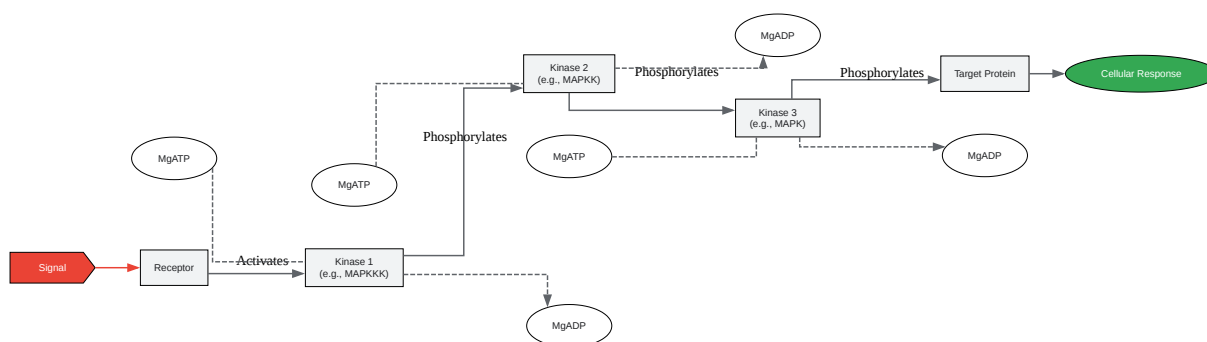 MgADP
Kinase 2
(e.g., MAPKK)
Phosphorylates
Phosphorylates
Target Protein
Cellular Response
Kinase 3
(e.g., MAPK)
Phosphorylates
MgATP
MgATP
MgADP
MgATP
Signal
Receptor
Activates
Kinase 1
(e.g., MAPKKK)
MgADP